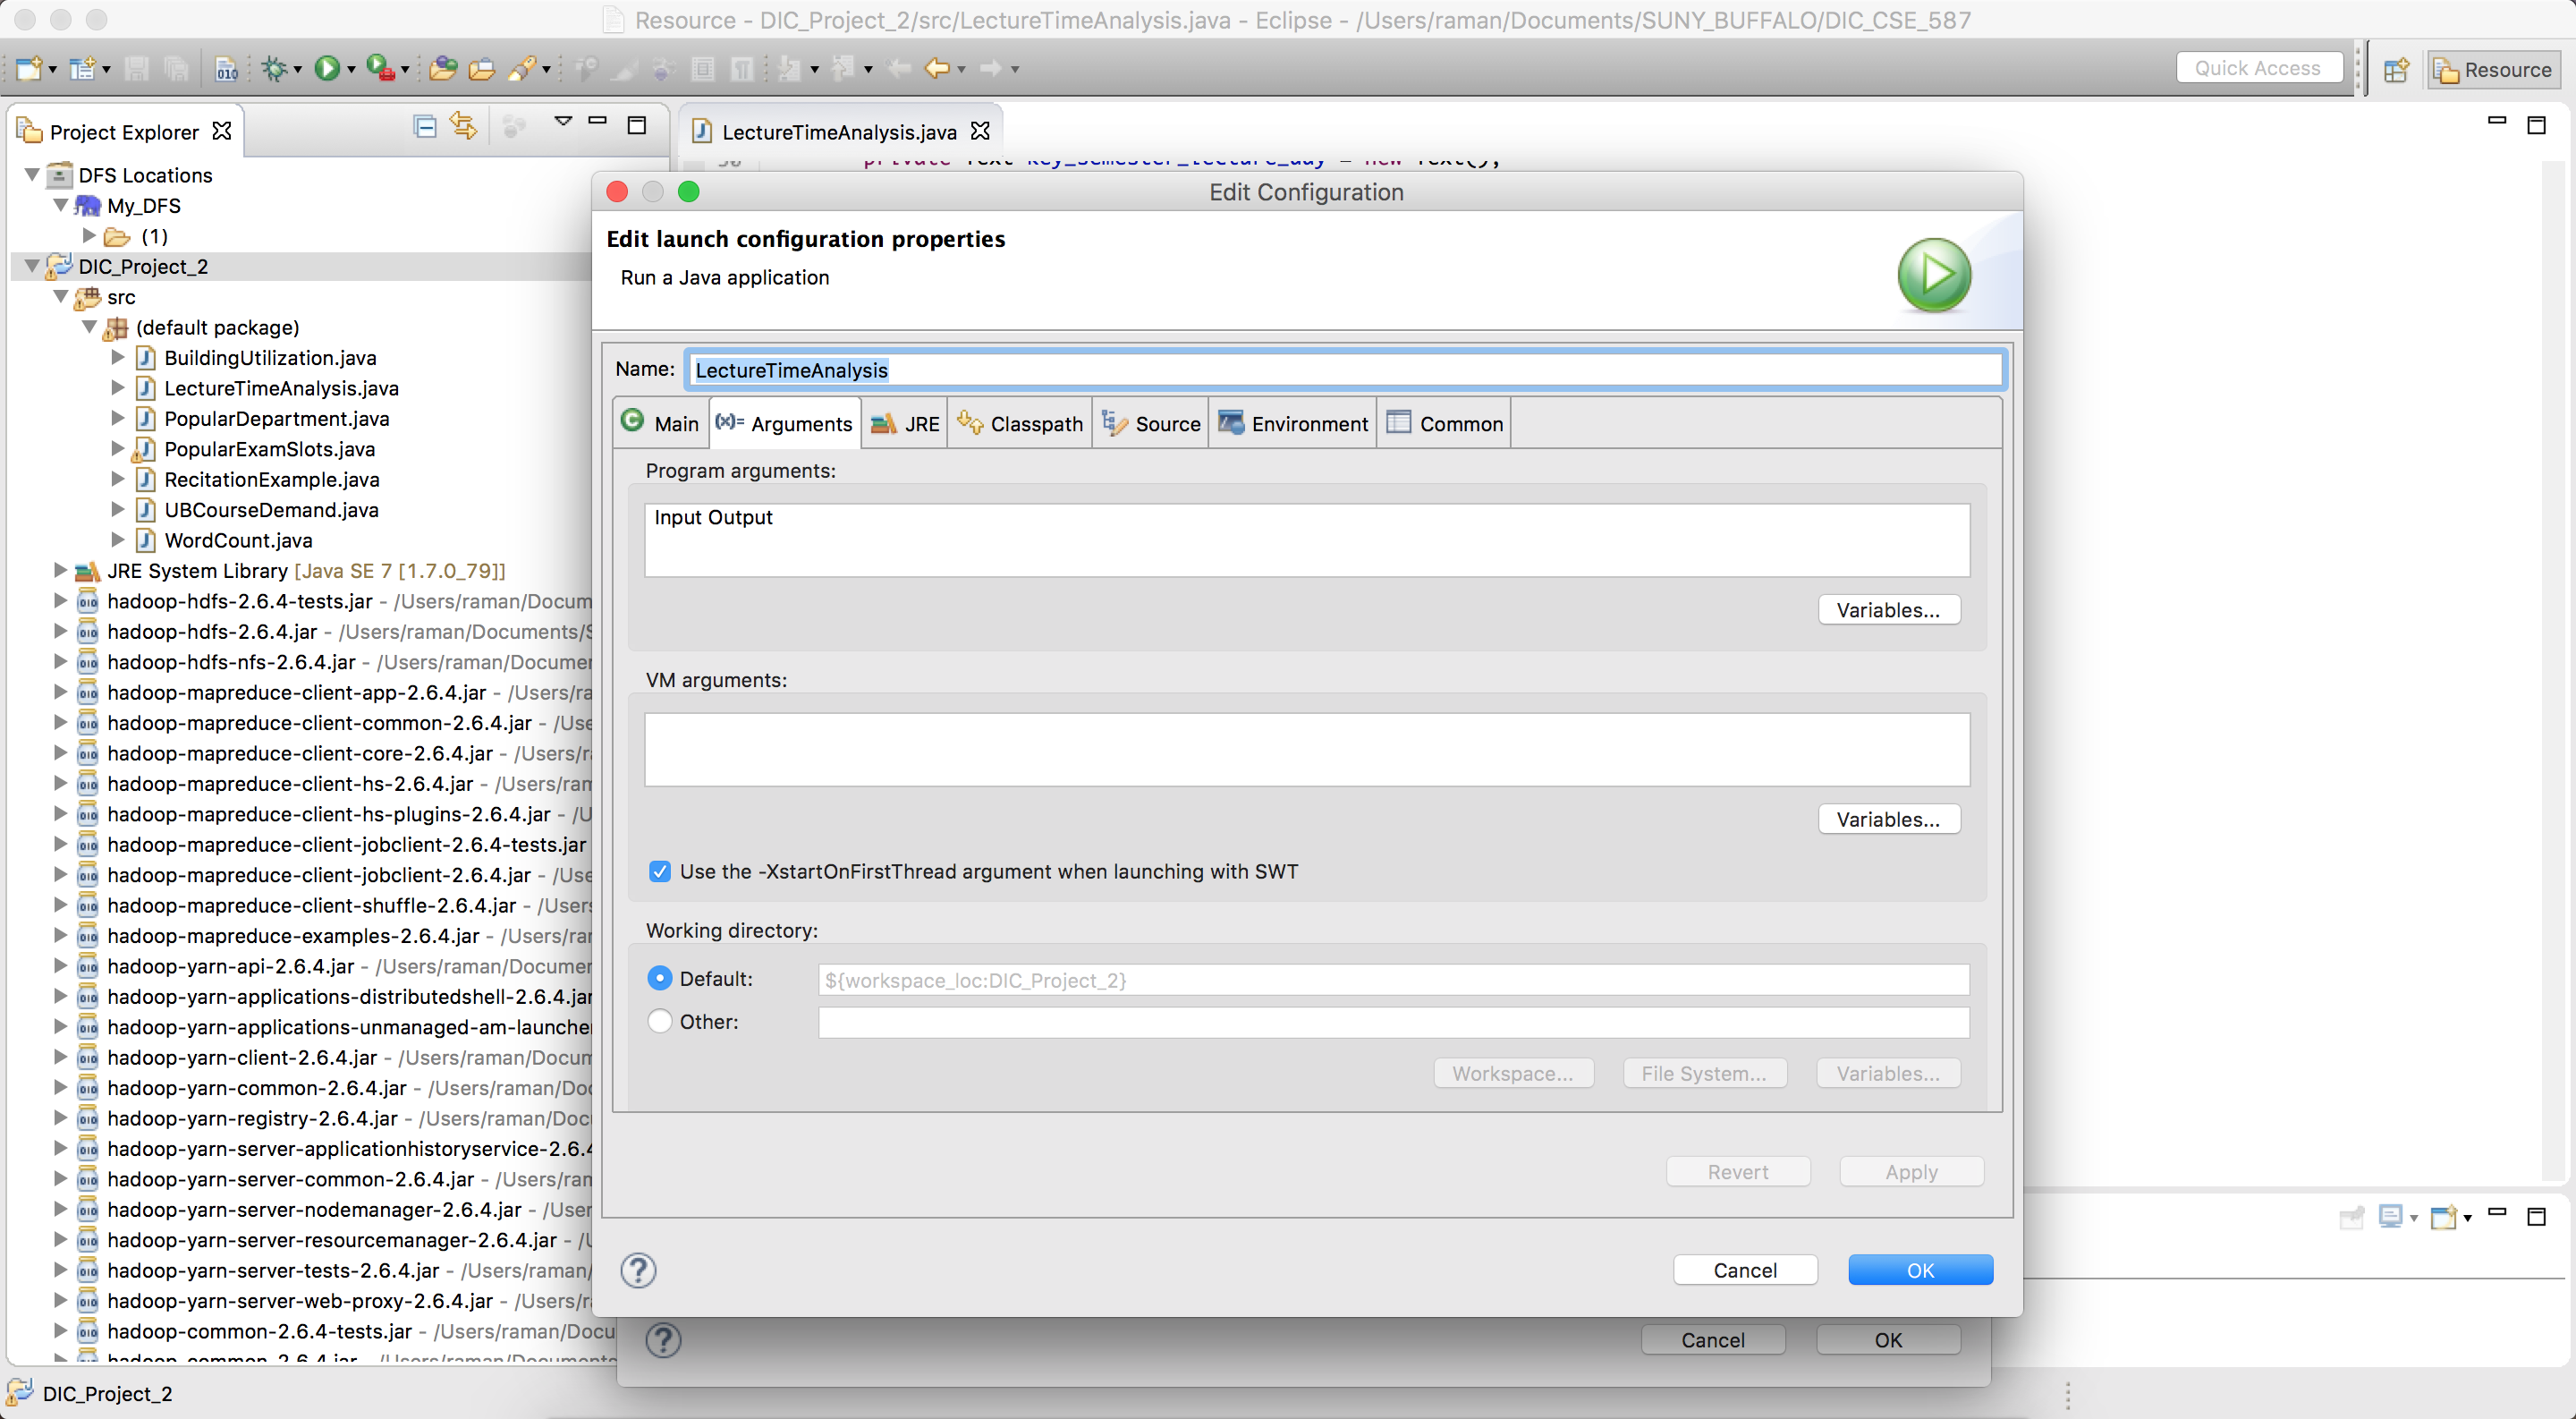 Resource - DIC_Project_2/src/LectureTimeAnalysis.java - Eclipse - /Users/raman/Documents/SUNY_BUFFALO/DIC_CSE_587
Quick Access
Resource
Project Explorer
LectureTimeAnalysis.java
DFS Locations
My_DFS
(1)
DIC_Project_2
src
(default package)
BuildingUtilization.java
LectureTimeAnalysis.java
PopularDepartment.java
PopularExamSlots.java
RecitationExample.java
UBCourseDemand.java
WordCount.java
JRE System Library [Java SE 7 [1.7.0_79]]
hadoop-hdfs-2.6.4-tests.jar - /Users/raman/Docum
hadoop-hdfs-2.6.4.jar - /Users/raman/Documents/S
hadoop-hdfs-nfs-2.6.4.jar - /Users/raman/Documer
hadoop-mapreduce-client-app-2.6.4.jar - /Users/ra
hadoop-mapreduce-client-common-2.6.4.jar - /Use
hadoop-mapreduce-client-core-2.6.4.jar - /Users/r
hadoop-mapreduce-client-hs-2.6.4.jar - /Users/ram
hadoop-mapreduce-client-hs-plugins-2.6.4.jar - /U
hadoop-mapreduce-client-jobclient-2.6.4-tests.jar
hadoop-mapreduce-client-jobclient-2.6.4.jar - /Use
hadoop-mapreduce-client-shuffle-2.6.4.jar - /Users
hadoop-mapreduce-examples-2.6.4.jar - /Users/rar
hadoop-yarn-api-2.6.4.jar - /Users/raman/Documer
hadoop-yarn-applications-distributedshell-2.6.4.jar
hadoop-yarn-applications-unmanaged-am-launche
hadoop-yarn-client-2.6.4.jar - /Users/raman/Docum
hadoop-yarn-common-2.6.4.jar - /Users/raman/Doc
hadoop-yarn-registry-2.6.4.jar - /Users/raman/Doc
hadoop-yarn-server-applicationhistoryservice-2.6.4
hadoop-yarn-server-common-2.6.4.jar - /Users/ran
hadoop-yarn-server-nodemanager-2.6.4.jar - /User
hadoop-yarn-server-resourcemanager-2.6.4.jar - /U
hadoop-yarn-server-tests-2.6.4.jar - /Users/raman/
hadoop-yarn-server-web-proxy-2.6.4.jar - /Users/r
hadoop-common-2.6.4-tests.jar - /Users/raman/Docu
hadoop-common-2.6.4.jar - /Users/raman/Documents
DIC_Project_2
private Text key_semester_lecture_day = new Text();
Edit Configuration
Edit launch configuration properties
Run a Java application
Name: LectureTimeAnalysis
Main (x)= Arguments JRE Classpath Source Environment Common
Program arguments:
Input Output
Variables...
VM arguments:
Variables...
Use the -XstartOnFirstThread argument when launching with SWT
Working directory:
Default: ${workspace_loc:DIC_Project_2}
Other:
Workspace... File System... Variables...
Revert Apply
Cancel OK
Cancel OK